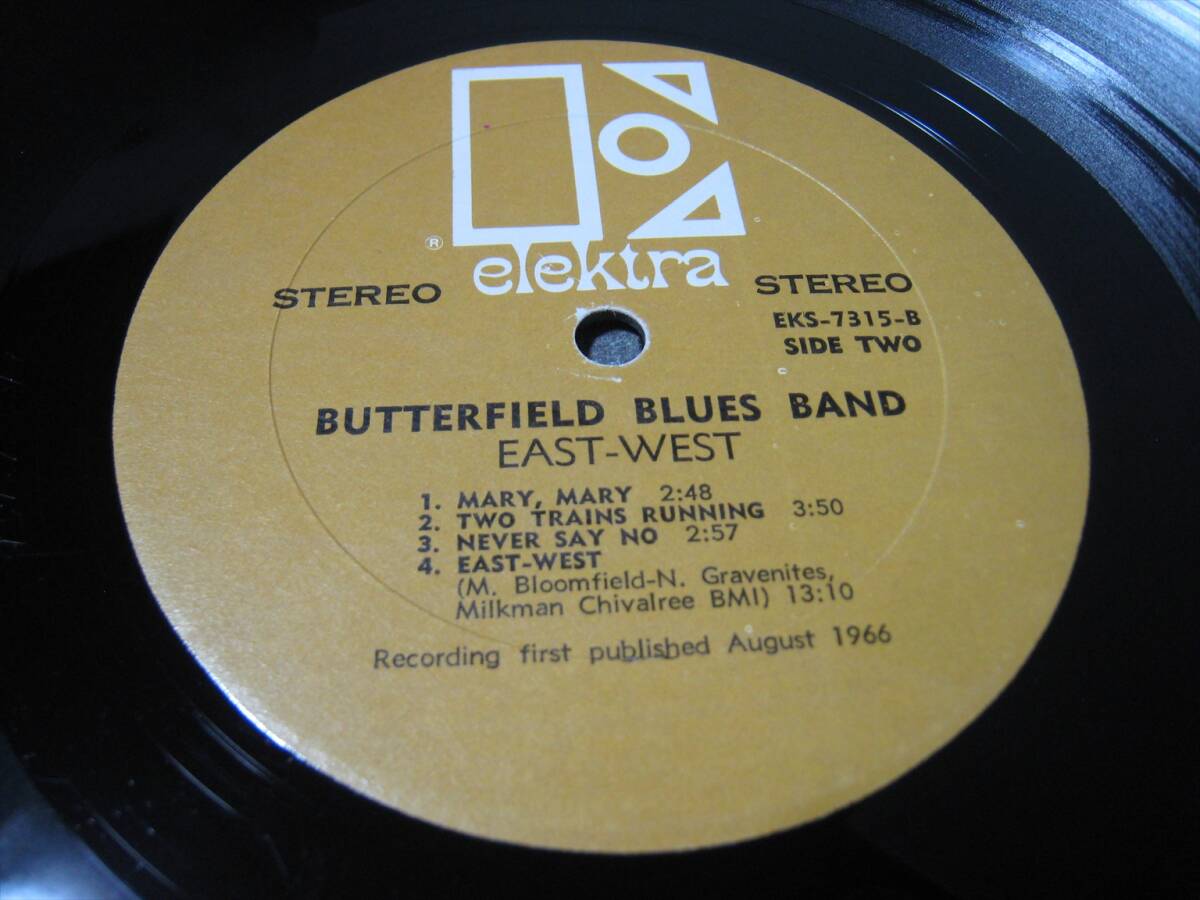 elektra
®
STEREO
STEREO
EKS-7315-B
SIDE TWO
BUTTERFIELD BLUES BAND
EAST-WEST
1. MARY, MARY 2:48
2. TWO TRAINS RUNNING 3:50
3. NEVER SAY NO 2:57
4. EAST-WEST
(M. Bloomfield-N. Gravenites,
Milkman Chivalree BMI) 13:10
Recording first published August 1966